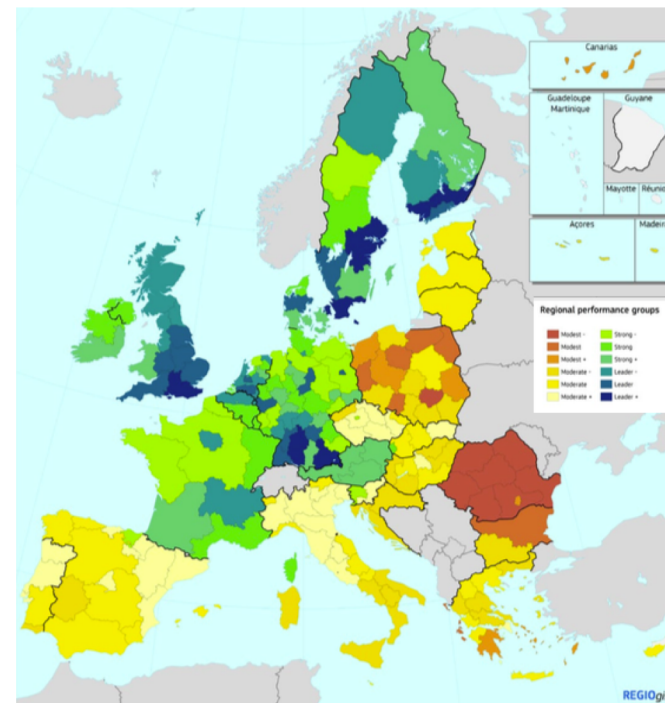 Canarias
Guadeloupe
Martinique
Guyane
Mayotte
Réunio
Açores
Madeir
Regional performance groups
Modest -
Strong -
Modest
Strong
Modest +
Strong +
Moderate -
Leader -
Moderate
Leader
Moderate +
Leader +
REGIOgi